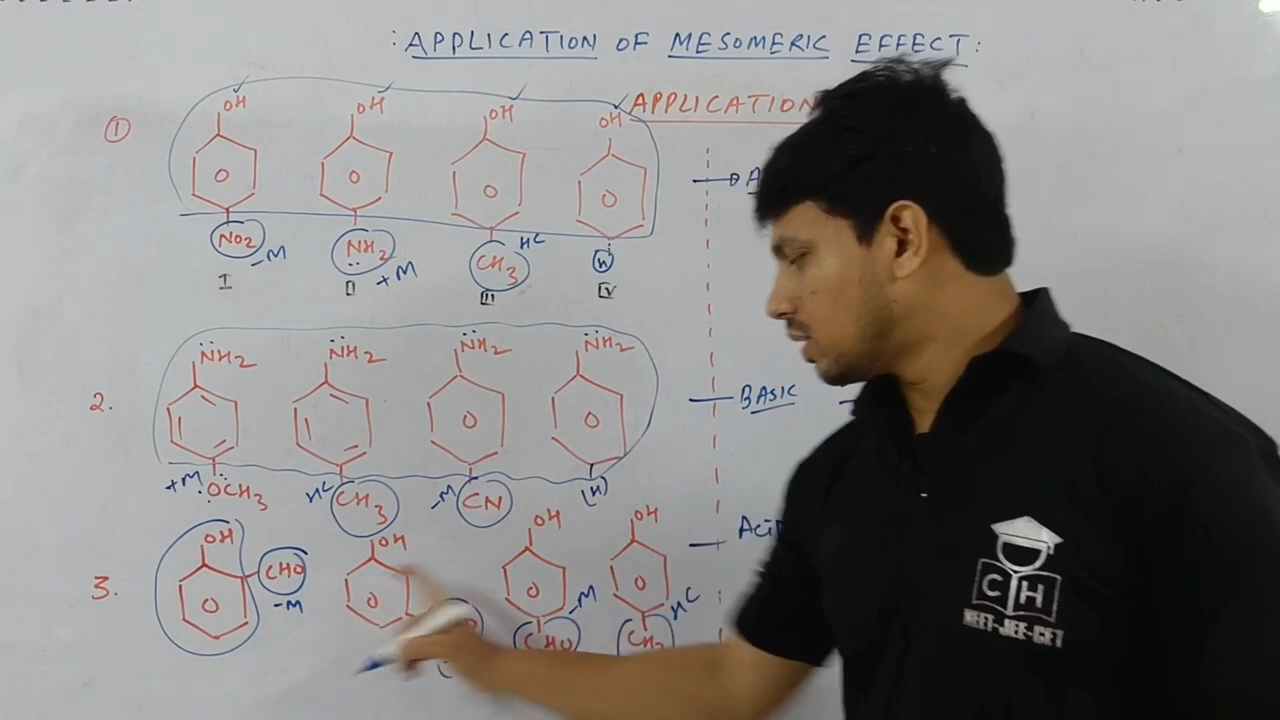 : APPLICATION OF MESOMERIC EFFECT :
APPLICATION
① OH OH OH OH
NO2 NH2 CH3 H
-M +M HC
I II III IV
2. NH2 NH2 NH2 NH2
BASIC
+M OCH3 HC CH3 -M CN (H)
3. OH CHO OH OH OH
-M -M HC
CHO CH3
C H
NEET-JEE-CET